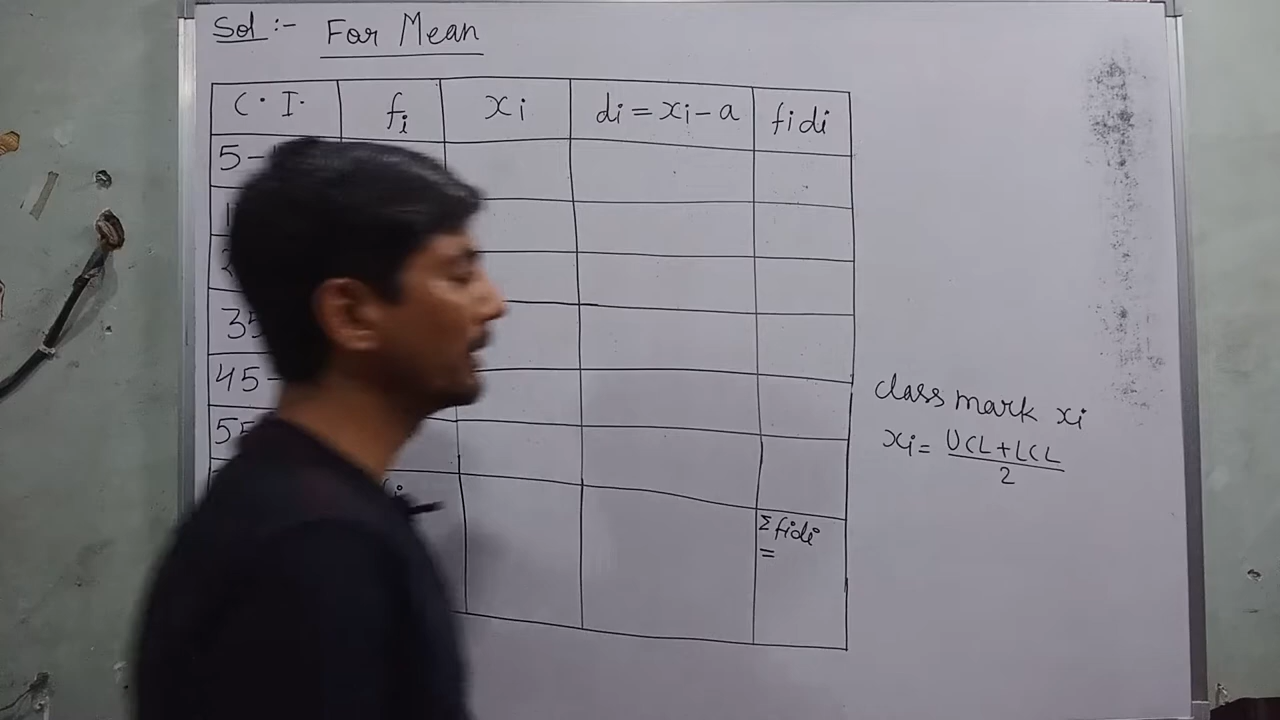 Sol :- For Mean
C. I. fi xi di = xi - a fidi
5 -
35
45 -
55
Σ fidi
=
class mark xi
xi = UCL + LCL
2